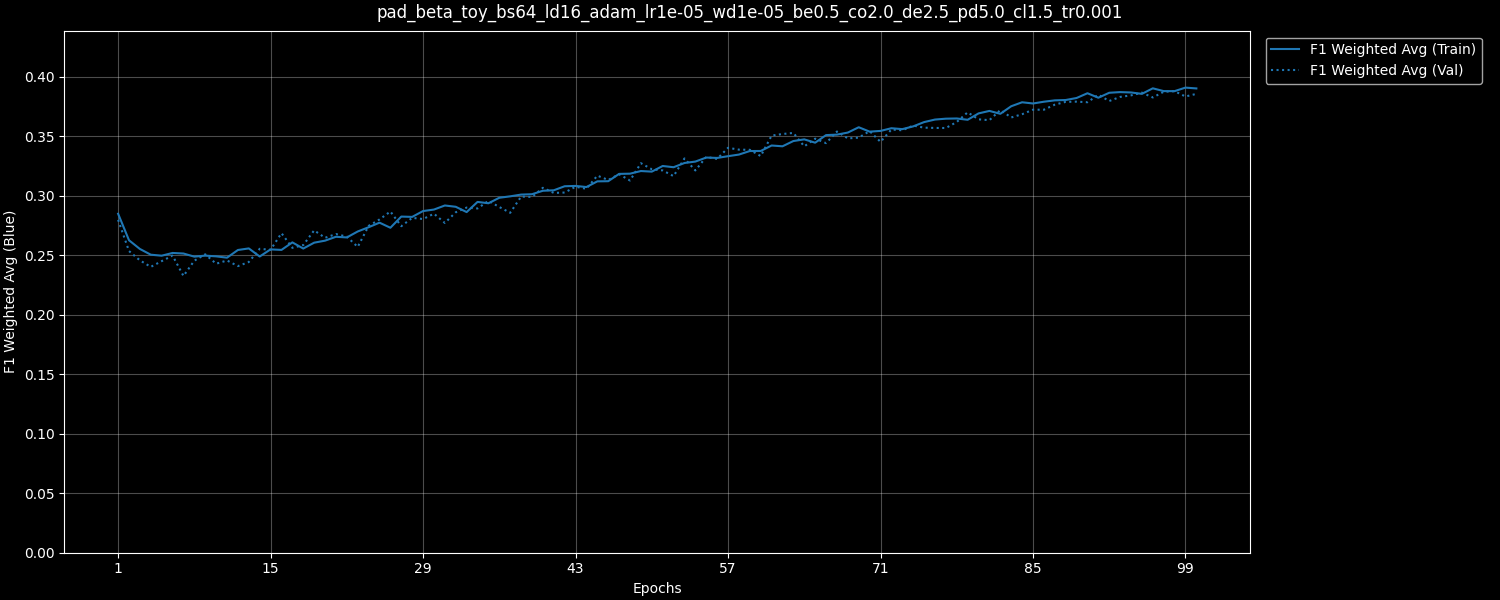 pad_beta_toy_bs64_ld16_adam_lr1e-05_wd1e-05_be0.5_co2.0_de2.5_pd5.0_cl1.5_tr0.001
F1 Weighted Avg (Train)
F1 Weighted Avg (Val)
F1 Weighted Avg (Blue)
0.40
0.35
0.30
0.25
0.20
0.15
0.10
0.05
0.00
1 15 29 43 57 71 85 99
Epochs